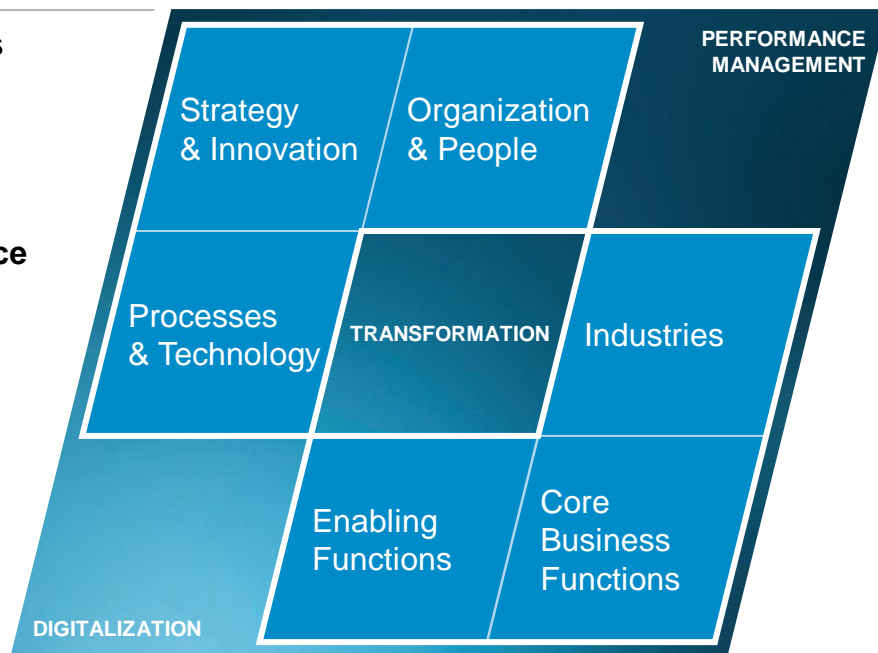 PERFORMANCE
MANAGEMENT
Strategy
& Innovation
Organization
& People
Processes
& Technology
TRANSFORMATION
Industries
Enabling
Functions
Core
Business
Functions
DIGITALIZATION